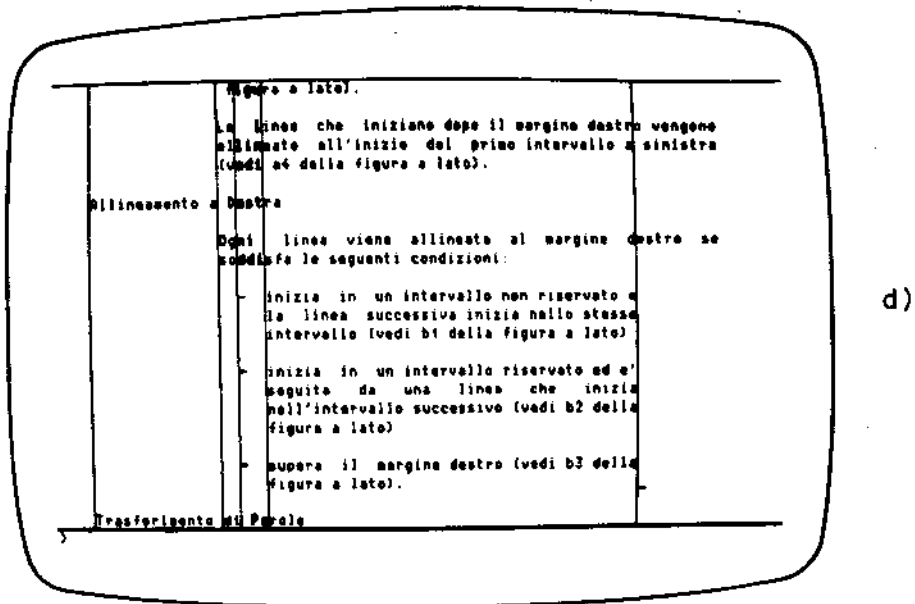 figura a lato).
Le linee che iniziano dopo il margine destro vengono
allineate all'inizio del primo intervallo a sinistra
(vedi a4 della figura a lato).
Allineamento a Destra
Ogni linea viene allineata al margine destro se
soddisfa le seguenti condizioni:
- inizia in un intervallo non riservato e
la linea successiva inizia nello stesso
intervallo (vedi b1 della figura a lato)
- inizia in un intervallo riservato ed e'
seguita da una linea che inizia
nell'intervallo successivo (vedi b2 della
figura a lato)
- supera il margine destro (vedi b3 della
figura a lato).
Trasferimento di Parole
>
d)